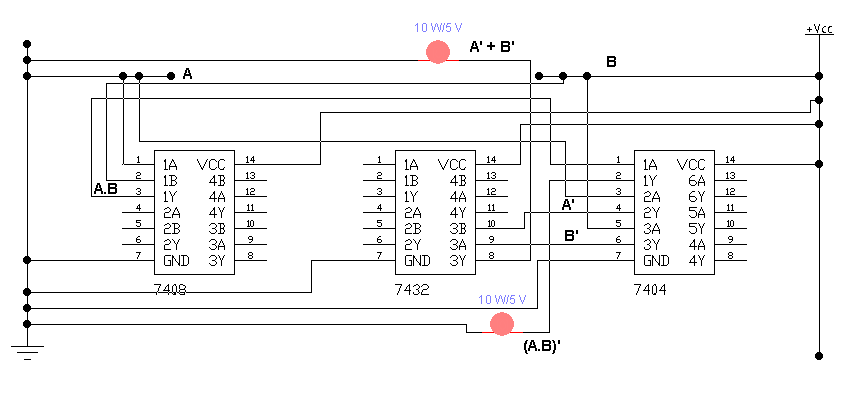 10 W/5 V
A' + B'
+Vcc
A
B
1 1A VCC 14
2 1B 4B 13
3 1Y 4A 12
4 2A 4Y 11
5 2B 3B 10
6 2Y 3A 9
7 GND 3Y 8
7408
A.B
1 1A VCC 14
2 1B 4B 13
3 1Y 4A 12
4 2A 4Y 11
5 2B 3B 10
6 2Y 3A 9
7 GND 3Y 8
7432
A'
B'
1 1A VCC 14
2 1Y 6A 13
3 2A 6Y 12
4 2Y 5A 11
5 3A 5Y 10
6 3Y 4A 9
7 GND 4Y 8
7404
10 W/5 V
(A.B)'